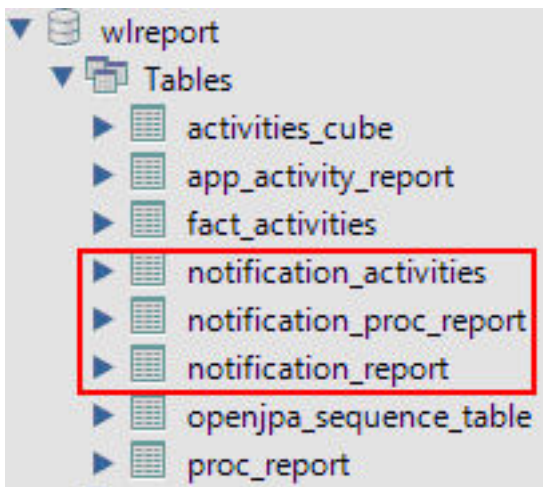 wlreport
Tables
activities_cube
app_activity_report
fact_activities
notification_activities
notification_proc_report
notification_report
openjpa_sequence_table
proc_report